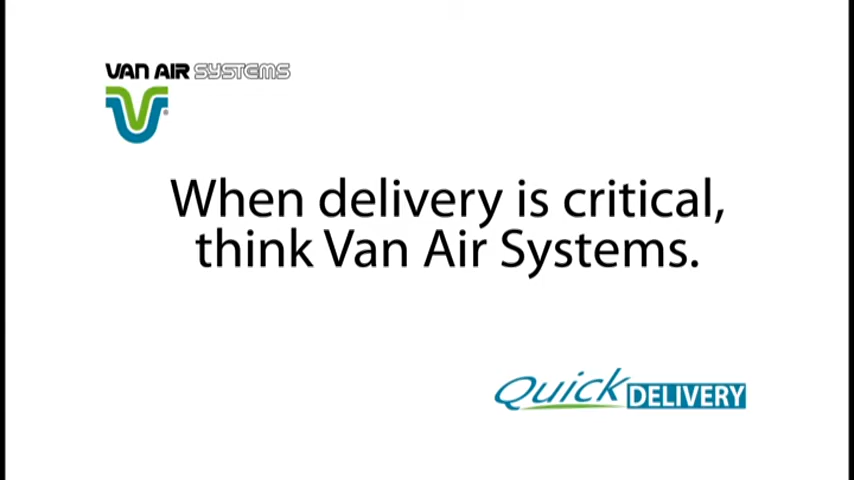 VAN AIR SYSTEMS
®
When delivery is critical,
think Van Air Systems.
Quick DELIVERY